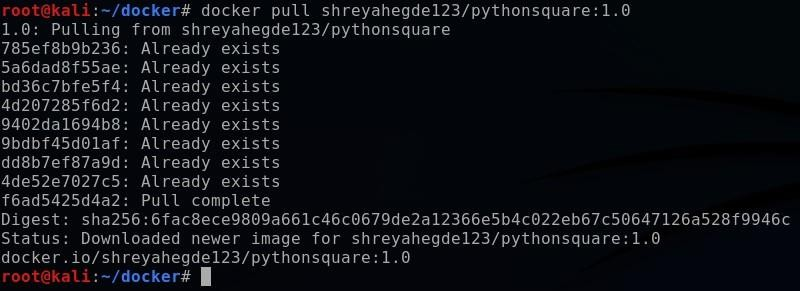 root@kali:~/docker# docker pull shreyahegde123/pythonsquare:1.0
1.0: Pulling from shreyahegde123/pythonsquare
785ef8b9b236: Already exists
5a6dad8f55ae: Already exists
bd36c7bfe5f4: Already exists
4d207285f6d2: Already exists
9402da1694b8: Already exists
9bdbf45d01af: Already exists
dd8b7ef87a9d: Already exists
4de52e7027c5: Already exists
f6ad5425d4a2: Pull complete
Digest: sha256:6fac8ece9809a661c46c0679de2a12366e5b4c022eb67c50647126a528f9946c
Status: Downloaded newer image for shreyahegde123/pythonsquare:1.0
docker.io/shreyahegde123/pythonsquare:1.0
root@kali:~/docker#